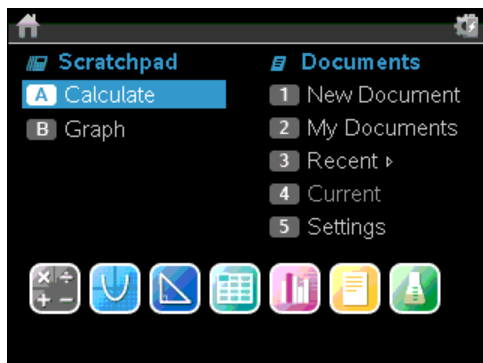 Scratchpad
A Calculate
B Graph
Documents
1 New Document
2 My Documents
3 Recent ▹
4 Current
5 Settings